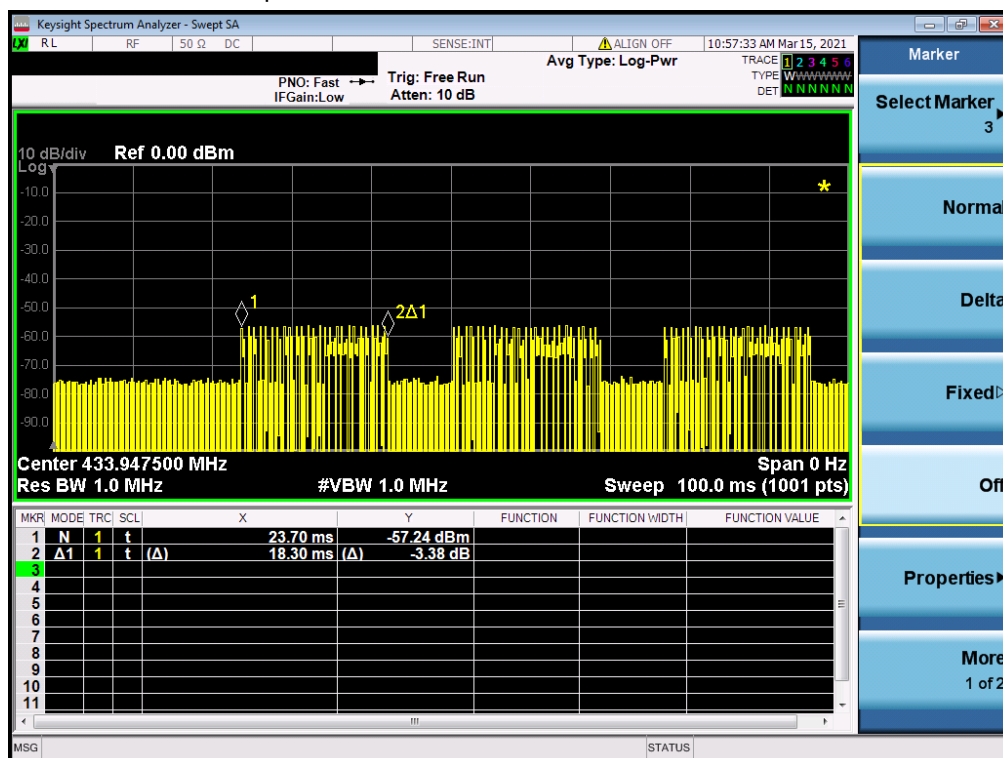 Keysight Spectrum Analyzer - Swept SA
LXI RL RF 50 Ω DC SENSE:INT ALIGN OFF 10:57:33 AM Mar 15, 2021
Avg Type: Log-Pwr TRACE 1 2 3 4 5 6
PNO: Fast Trig: Free Run TYPE WWWWWW
IFGain:Low Atten: 10 dB DET N N N N N N
10 dB/div Ref 0.00 dBm
Log
-10.0
-20.0
-30.0
-40.0
-50.0
-60.0
-70.0
-80.0
-90.0
1
2Δ1
*
Center 433.947500 MHz Span 0 Hz
Res BW 1.0 MHz #VBW 1.0 MHz Sweep 100.0 ms (1001 pts)
MKR MODE TRC SCL X Y FUNCTION FUNCTION WIDTH FUNCTION VALUE
1 N 1 t 23.70 ms -57.24 dBm
2 Δ1 1 t (Δ) 18.30 ms (Δ) -3.38 dB
3
4
5
6
7
8
9
10
11
MSG STATUS
Marker
Select Marker
3
Normal
Delta
Fixed
Off
Properties
More
1 of 2